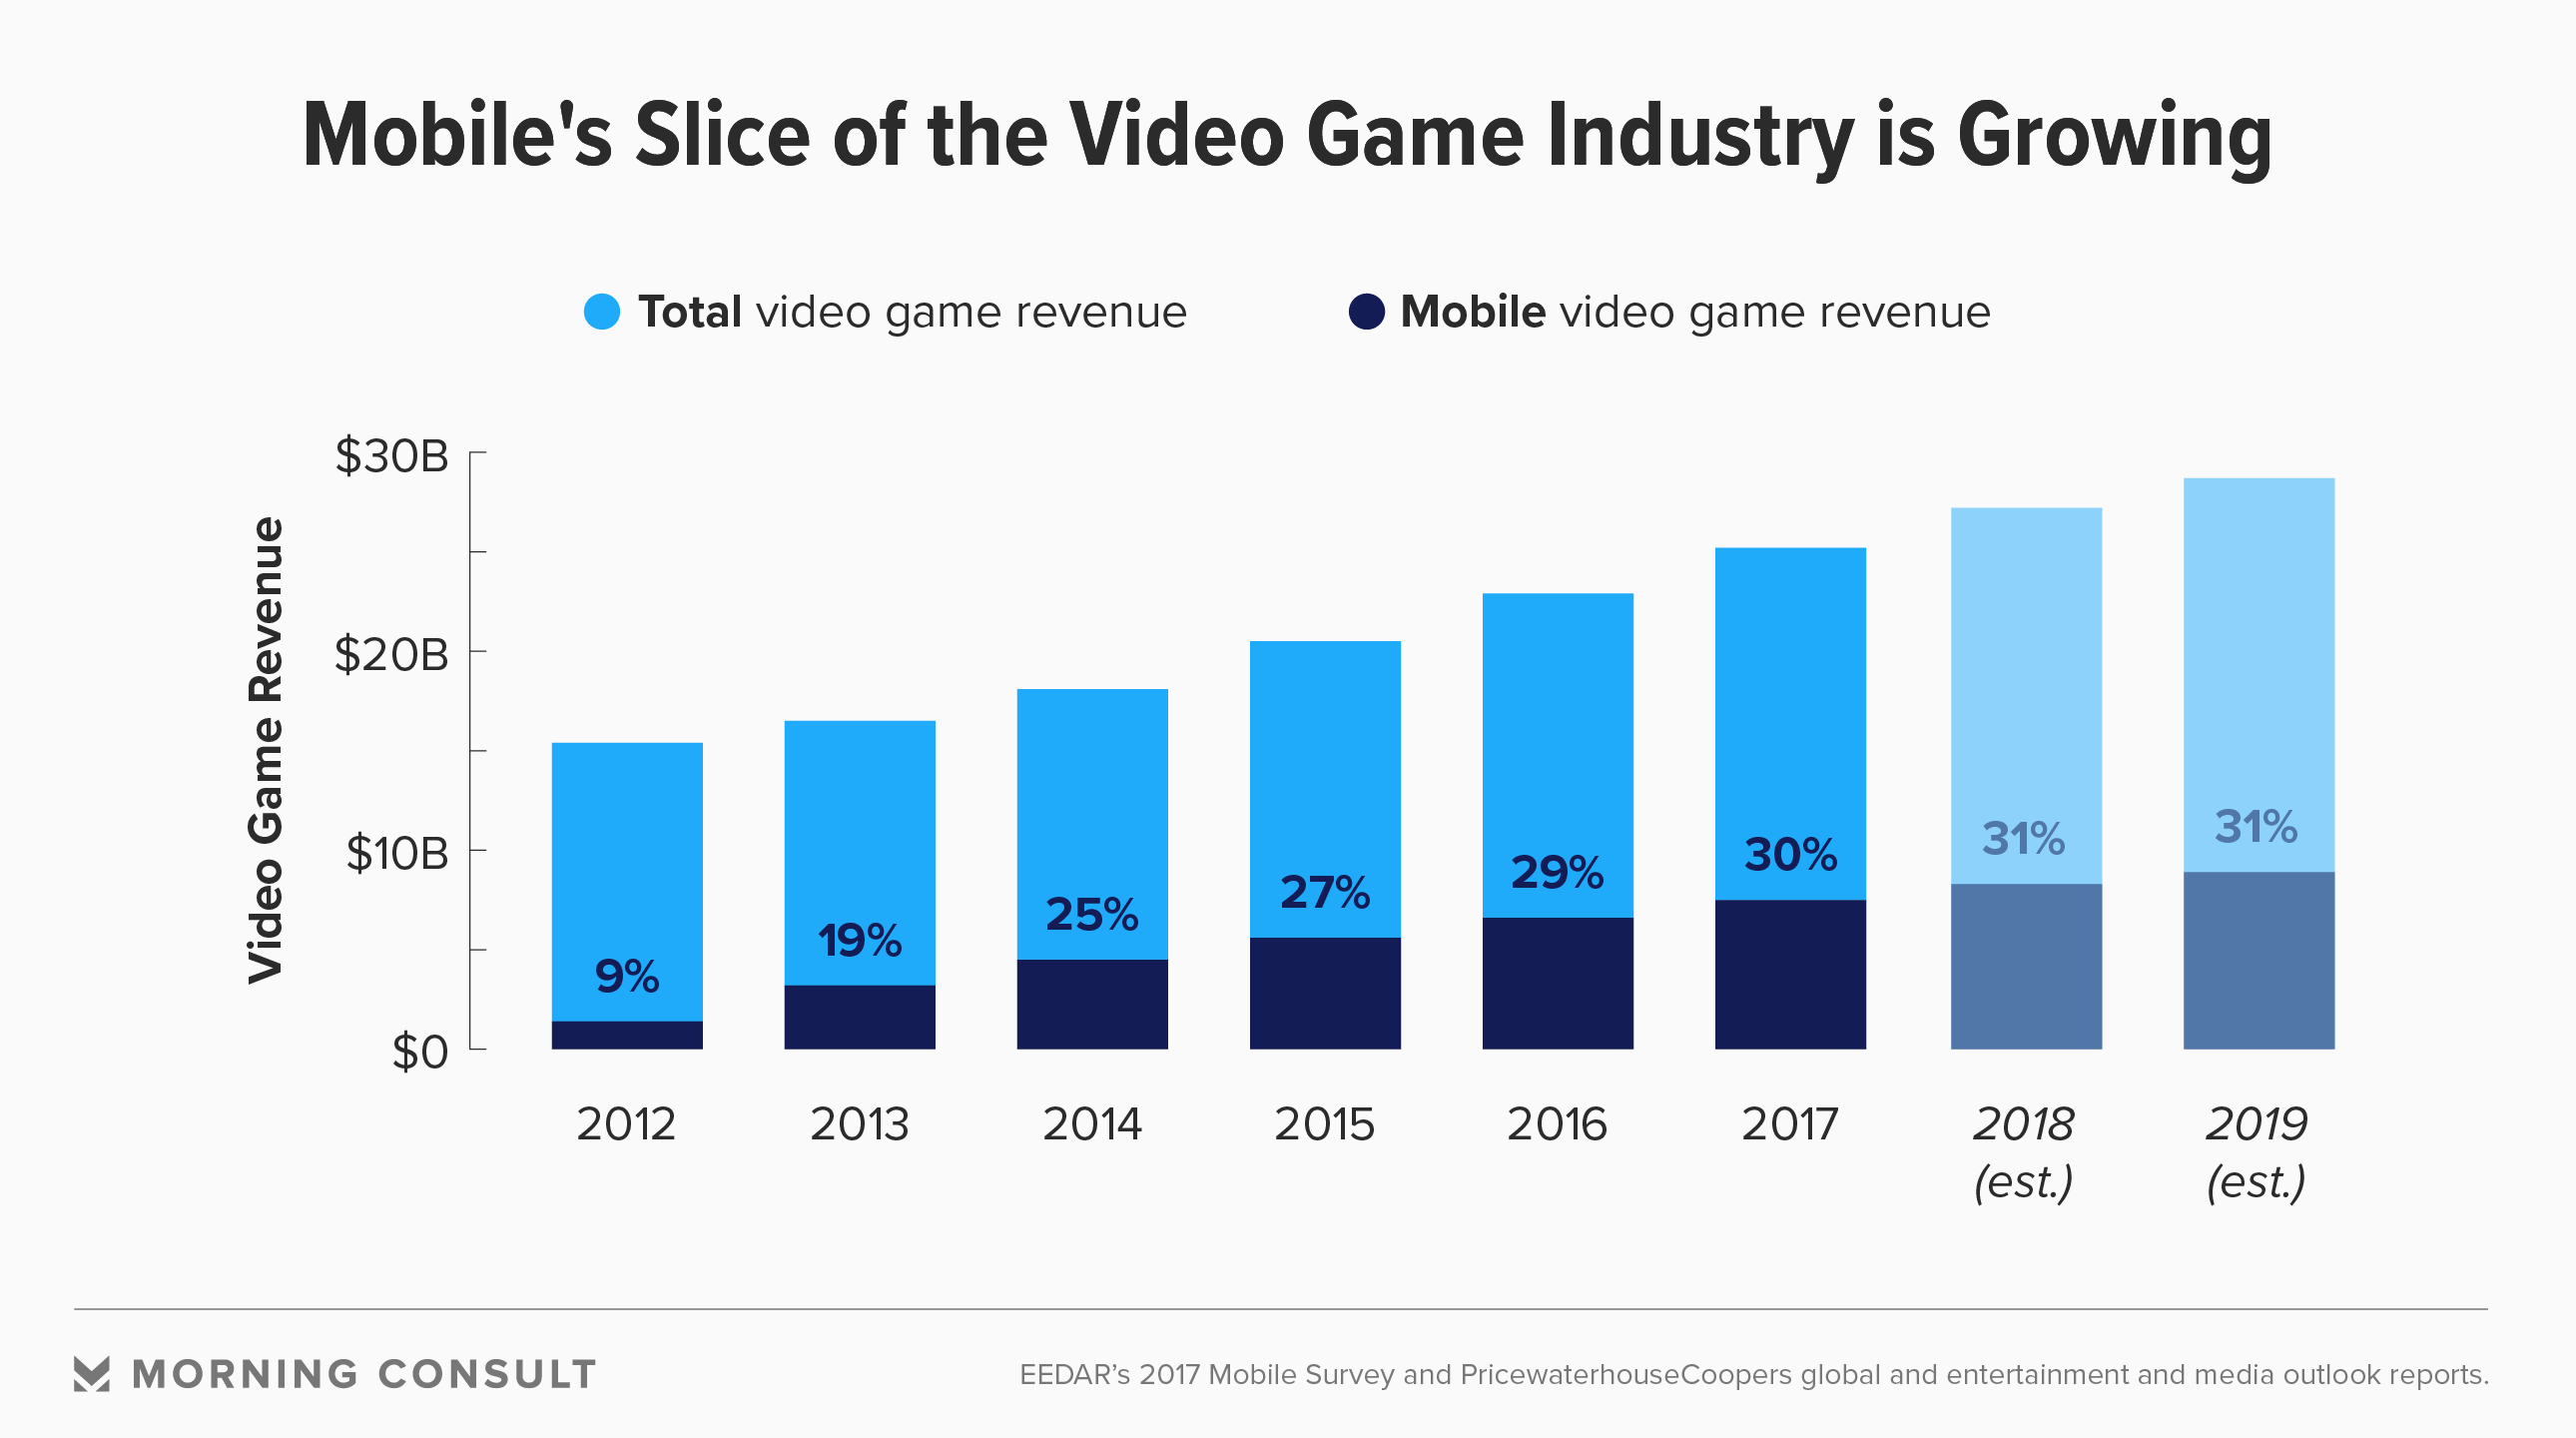 Mobile's Slice of the Video Game Industry is Growing
Total video game revenue
Mobile video game revenue
Video Game Revenue
$30B
$20B
$10B
$0
9%
19%
25%
27%
29%
30%
31%
31%
2012
2013
2014
2015
2016
2017
2018
(est.)
2019
(est.)
MORNING CONSULT
EEDAR’s 2017 Mobile Survey and PricewaterhouseCoopers global and entertainment and media outlook reports.